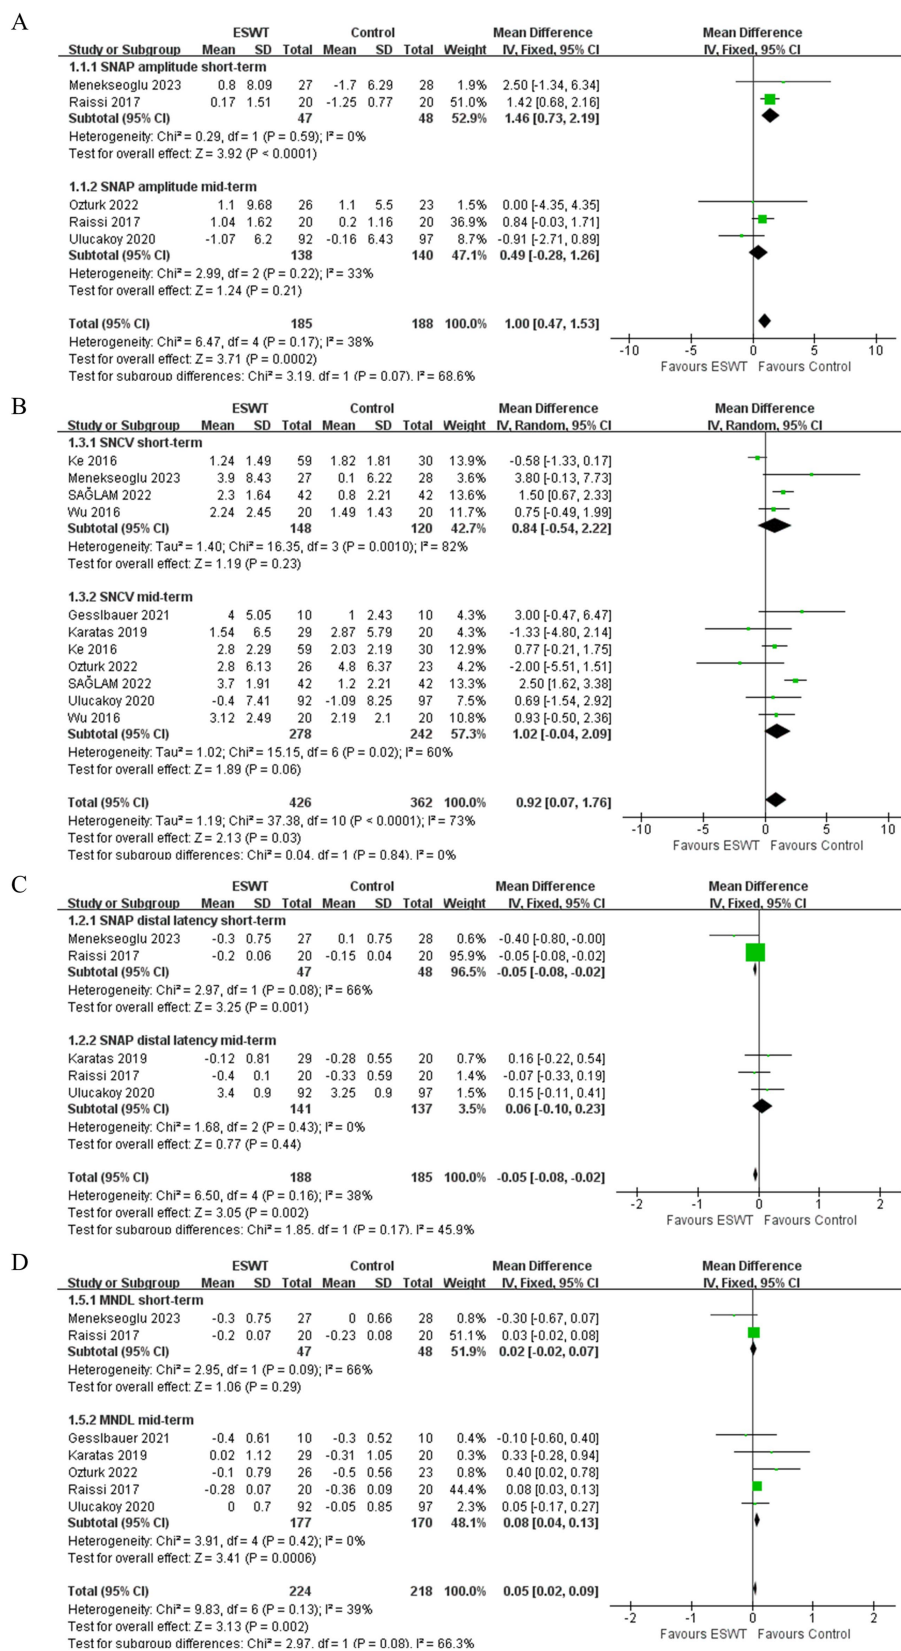 A
ESWT Control Mean Difference Mean Difference
Study or Subgroup Mean SD Total Mean SD Total Weight IV, Fixed, 95% CI IV, Fixed, 95% CI
1.1.1 SNAP amplitude short-term
Menekseoglu 2023 0.8 8.09 27 -1.7 6.29 28 1.9% 2.50 [-1.34, 6.34]
Raissi 2017 0.17 1.51 20 -1.25 0.77 20 51.0% 1.42 [0.68, 2.16]
Subtotal (95% CI) 47 48 52.9% 1.46 [0.73, 2.19]
Heterogeneity: Chi² = 0.29, df = 1 (P = 0.59); I² = 0%
Test for overall effect: Z = 3.92 (P < 0.0001)
1.1.2 SNAP amplitude mid-term
Ozturk 2022 1.1 9.68 26 1.1 5.5 23 1.5% 0.00 [-4.35, 4.35]
Raissi 2017 1.04 1.62 20 0.2 1.16 20 36.9% 0.84 [-0.03, 1.71]
Ulucakoy 2020 -1.07 6.2 92 -0.16 6.43 97 8.7% -0.91 [-2.71, 0.89]
Subtotal (95% CI) 138 140 47.1% 0.49 [-0.28, 1.26]
Heterogeneity: Chi² = 2.99, df = 2 (P = 0.22); I² = 33%
Test for overall effect: Z = 1.24 (P = 0.21)
Total (95% CI) 185 188 100.0% 1.00 [0.47, 1.53]
Heterogeneity: Chi² = 6.47, df = 4 (P = 0.17); I² = 38%
Test for overall effect: Z = 3.71 (P = 0.0002)
Test for subgroup differences: Chi² = 3.19, df = 1 (P = 0.07), I² = 68.6%
-10 -5 0 5 10
Favours ESWT Favours Control
B
ESWT Control Mean Difference Mean Difference
Study or Subgroup Mean SD Total Mean SD Total Weight IV, Random, 95% CI IV, Random, 95% CI
1.3.1 SNCV short-term
Ke 2016 1.24 1.49 59 1.82 1.81 30 13.9% -0.58 [-1.33, 0.17]
Menekseoglu 2023 3.9 8.43 27 0.1 6.22 28 3.6% 3.80 [-0.13, 7.73]
SAĞLAM 2022 2.3 1.64 42 0.8 2.21 42 13.6% 1.50 [0.67, 2.33]
Wu 2016 2.24 2.45 20 1.49 1.43 20 11.7% 0.75 [-0.49, 1.99]
Subtotal (95% CI) 148 120 42.7% 0.84 [-0.54, 2.22]
Heterogeneity: Tau² = 1.40; Chi² = 16.35, df = 3 (P = 0.0010); I² = 82%
Test for overall effect: Z = 1.19 (P = 0.23)
1.3.2 SNCV mid-term
Gesslbauer 2021 4 5.05 10 1 2.43 10 4.3% 3.00 [-0.47, 6.47]
Karatas 2019 1.54 6.5 29 2.87 5.79 20 4.3% -1.33 [-4.80, 2.14]
Ke 2016 2.8 2.29 59 2.03 2.19 30 12.9% 0.77 [-0.21, 1.75]
Ozturk 2022 2.8 6.13 26 4.8 6.37 23 4.2% -2.00 [-5.51, 1.51]
SAĞLAM 2022 3.7 1.91 42 1.2 2.21 42 13.3% 2.50 [1.62, 3.38]
Ulucakoy 2020 -0.4 7.41 92 -1.09 8.25 97 7.5% 0.69 [-1.54, 2.92]
Wu 2016 3.12 2.49 20 2.19 2.1 20 10.8% 0.93 [-0.50, 2.36]
Subtotal (95% CI) 278 242 57.3% 1.02 [-0.04, 2.09]
Heterogeneity: Tau² = 1.02; Chi² = 15.15, df = 6 (P = 0.02); I² = 60%
Test for overall effect: Z = 1.89 (P = 0.06)
Total (95% CI) 426 362 100.0% 0.92 [0.07, 1.76]
Heterogeneity: Tau² = 1.19; Chi² = 37.38, df = 10 (P < 0.0001); I² = 73%
Test for overall effect: Z = 2.13 (P = 0.03)
Test for subgroup differences: Chi² = 0.04, df = 1 (P = 0.84), I² = 0%
-10 -5 0 5 10
Favours ESWT Favours Control
C
ESWT Control Mean Difference Mean Difference
Study or Subgroup Mean SD Total Mean SD Total Weight IV, Fixed, 95% CI IV, Fixed, 95% CI
1.2.1 SNAP distal latency short-term
Menekseoglu 2023 -0.3 0.75 27 0.1 0.75 28 0.6% -0.40 [-0.80, -0.00]
Raissi 2017 -0.2 0.06 20 -0.15 0.04 20 95.9% -0.05 [-0.08, -0.02]
Subtotal (95% CI) 47 48 96.5% -0.05 [-0.08, -0.02]
Heterogeneity: Chi² = 2.97, df = 1 (P = 0.08); I² = 66%
Test for overall effect: Z = 3.25 (P = 0.001)
1.2.2 SNAP distal latency mid-term
Karatas 2019 -0.12 0.81 29 -0.28 0.55 20 0.7% 0.16 [-0.22, 0.54]
Raissi 2017 -0.4 0.1 20 -0.33 0.59 20 1.4% -0.07 [-0.33, 0.19]
Ulucakoy 2020 3.4 0.9 92 3.25 0.9 97 1.5% 0.15 [-0.11, 0.41]
Subtotal (95% CI) 141 137 3.5% 0.06 [-0.10, 0.23]
Heterogeneity: Chi² = 1.68, df = 2 (P = 0.43); I² = 0%
Test for overall effect: Z = 0.77 (P = 0.44)
Total (95% CI) 188 185 100.0% -0.05 [-0.08, -0.02]
Heterogeneity: Chi² = 6.50, df = 4 (P = 0.16); I² = 38%
Test for overall effect: Z = 3.05 (P = 0.002)
Test for subgroup differences: Chi² = 1.85, df = 1 (P = 0.17), I² = 45.9%
-2 -1 0 1 2
Favours ESWT Favours Control
D
ESWT Control Mean Difference Mean Difference
Study or Subgroup Mean SD Total Mean SD Total Weight IV, Fixed, 95% CI IV, Fixed, 95% CI
1.5.1 MNDL short-term
Menekseoglu 2023 -0.3 0.75 27 0 0.66 28 0.8% -0.30 [-0.67, 0.07]
Raissi 2017 -0.2 0.07 20 -0.23 0.08 20 51.1% 0.03 [-0.02, 0.08]
Subtotal (95% CI) 47 48 51.9% 0.02 [-0.02, 0.07]
Heterogeneity: Chi² = 2.95, df = 1 (P = 0.09); I² = 66%
Test for overall effect: Z = 1.06 (P = 0.29)
1.5.2 MNDL mid-term
Gesslbauer 2021 -0.4 0.61 10 -0.3 0.52 10 0.4% -0.10 [-0.60, 0.40]
Karatas 2019 0.02 1.12 29 -0.31 1.05 20 0.3% 0.33 [-0.28, 0.94]
Ozturk 2022 -0.1 0.79 26 -0.5 0.56 23 0.8% 0.40 [0.02, 0.78]
Raissi 2017 -0.28 0.07 20 -0.36 0.09 20 44.4% 0.08 [0.03, 0.13]
Ulucakoy 2020 0 0.7 92 -0.05 0.85 97 2.3% 0.05 [-0.17, 0.27]
Subtotal (95% CI) 177 170 48.1% 0.08 [0.04, 0.13]
Heterogeneity: Chi² = 3.91, df = 4 (P = 0.42); I² = 0%
Test for overall effect: Z = 3.41 (P = 0.0006)
Total (95% CI) 224 218 100.0% 0.05 [0.02, 0.09]
Heterogeneity: Chi² = 9.83, df = 6 (P = 0.13); I² = 39%
Test for overall effect: Z = 3.13 (P = 0.002)
Test for subgroup differences: Chi² = 2.97, df = 1 (P = 0.08), I² = 66.3%
-2 -1 0 1 2
Favours ESWT Favours Control